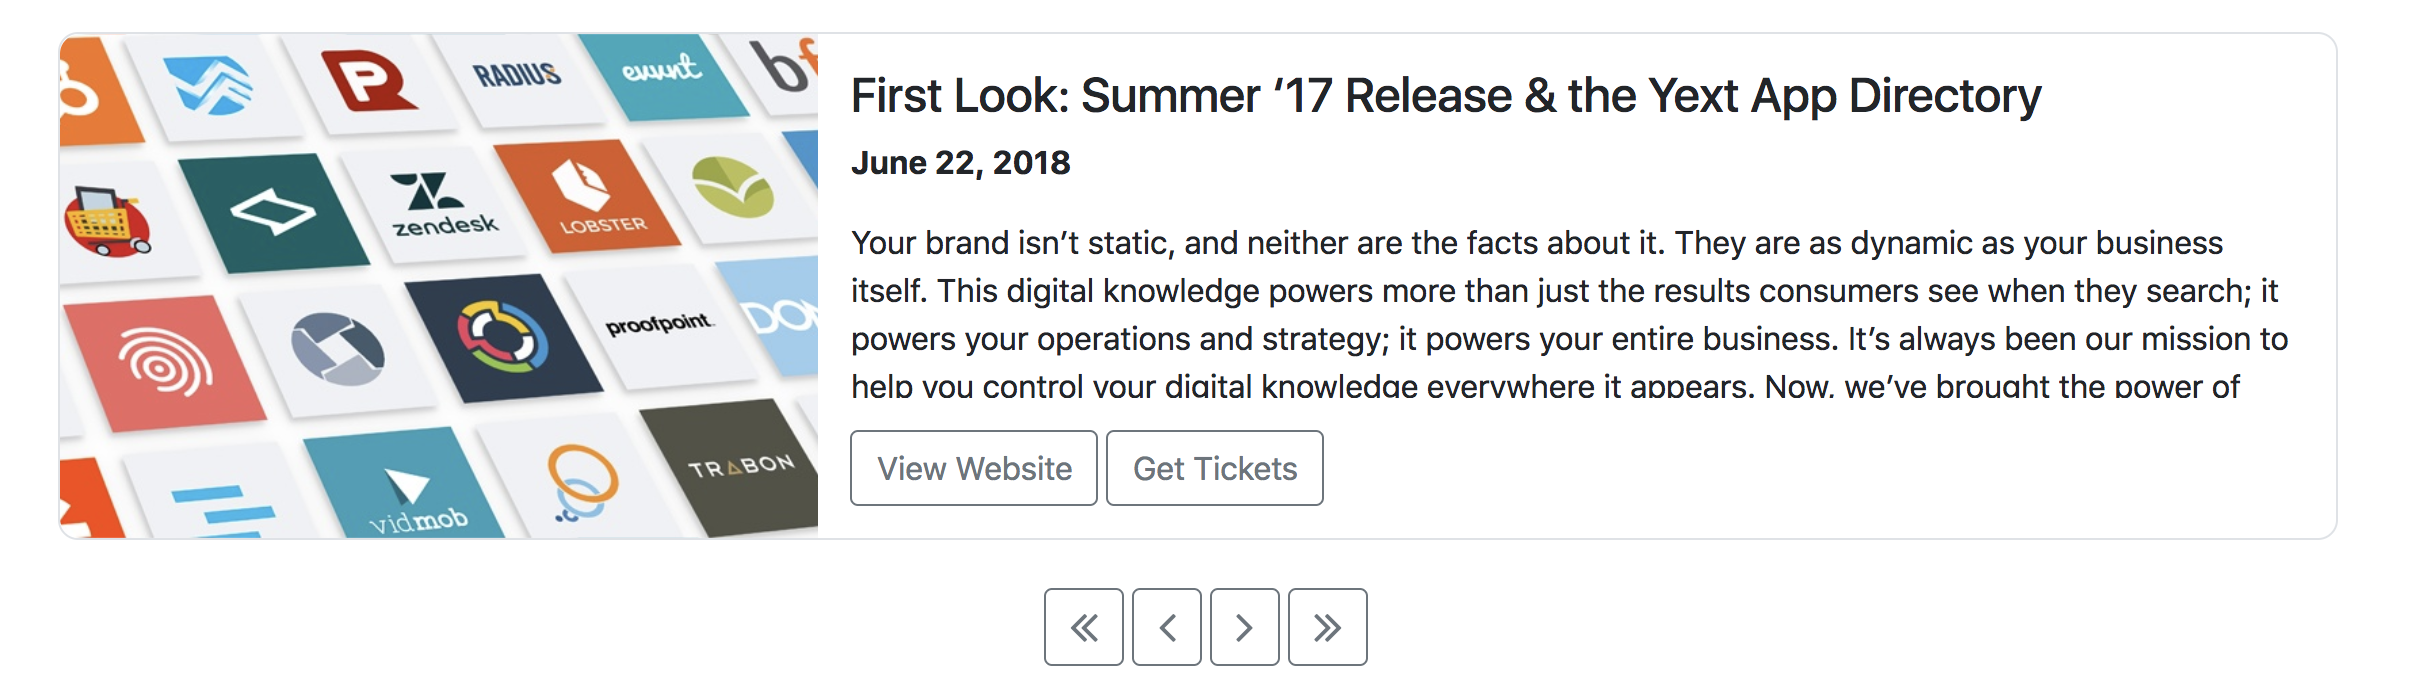 RADIUS
evvnt
bf
zendesk
LOBSTER
proofpoint.
DOM
vidmob
TRABON
First Look: Summer ’17 Release & the Yext App Directory
June 22, 2018
Your brand isn’t static, and neither are the facts about it. They are as dynamic as your business
itself. This digital knowledge powers more than just the results consumers see when they search; it
powers your operations and strategy; it powers your entire business. It’s always been our mission to
help you control your digital knowledge everywhere it appears. Now, we’ve brought the power of
View Website
Get Tickets